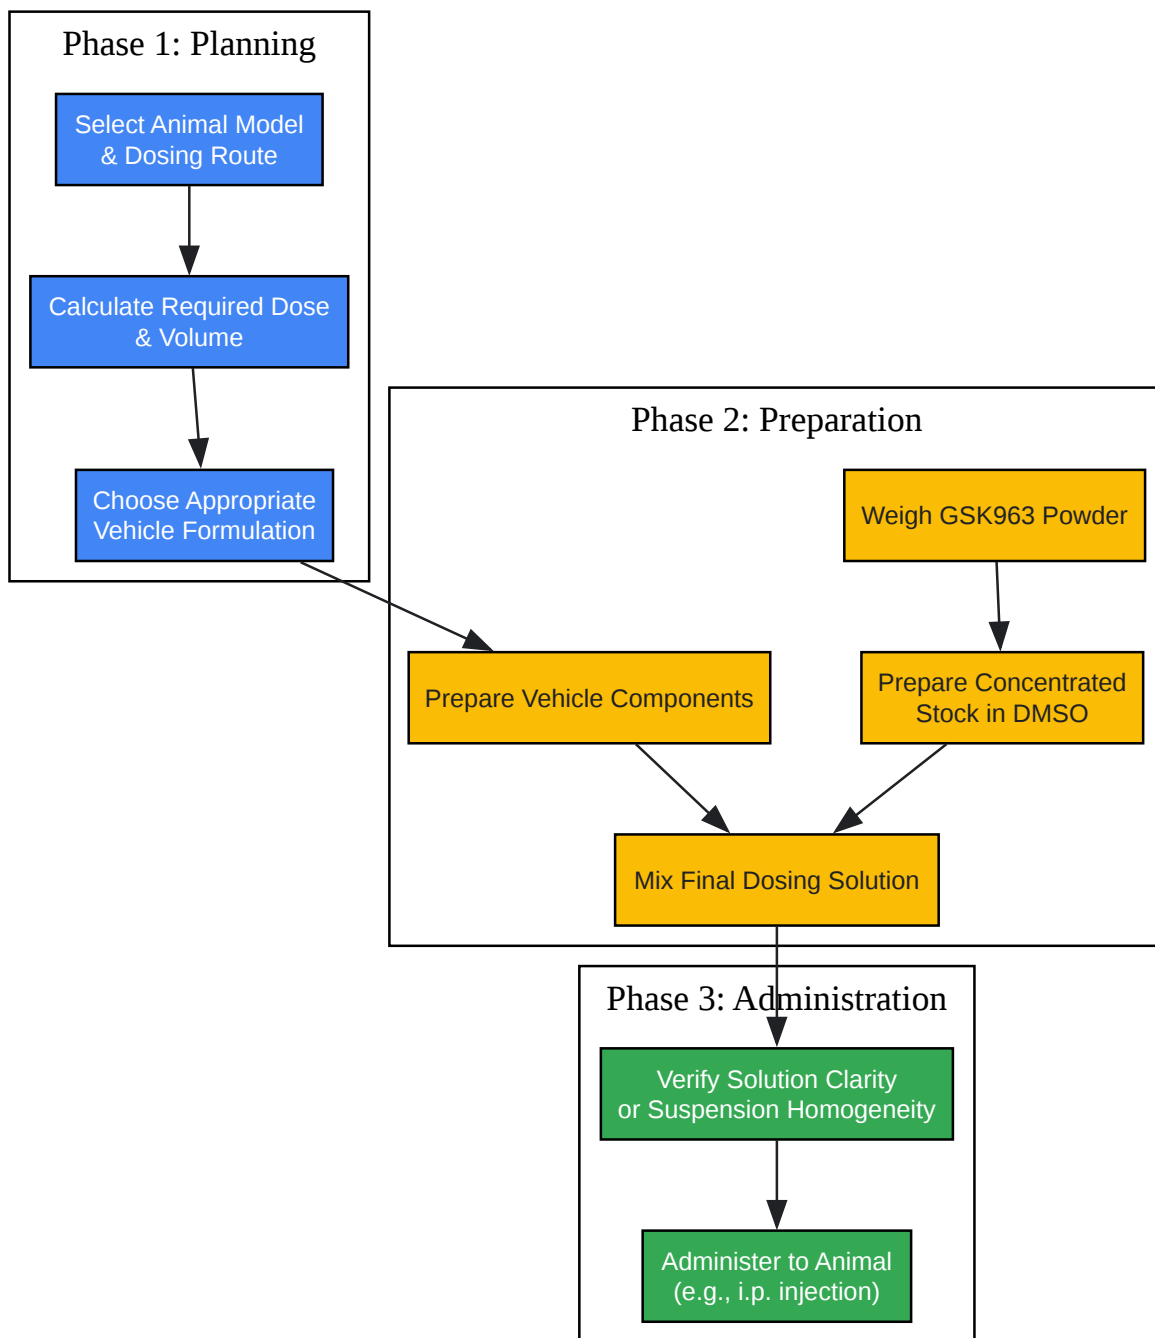 Phase 1: Planning
Select Animal Model
& Dosing Route
Calculate Required Dose
& Volume
Choose Appropriate
Vehicle Formulation
Phase 2: Preparation
Weigh GSK963 Powder
Prepare Vehicle Components
Prepare Concentrated
Stock in DMSO
Mix Final Dosing Solution
Phase 3: Administration
Verify Solution Clarity
or Suspension Homogeneity
Administer to Animal
(e.g., i.p. injection)